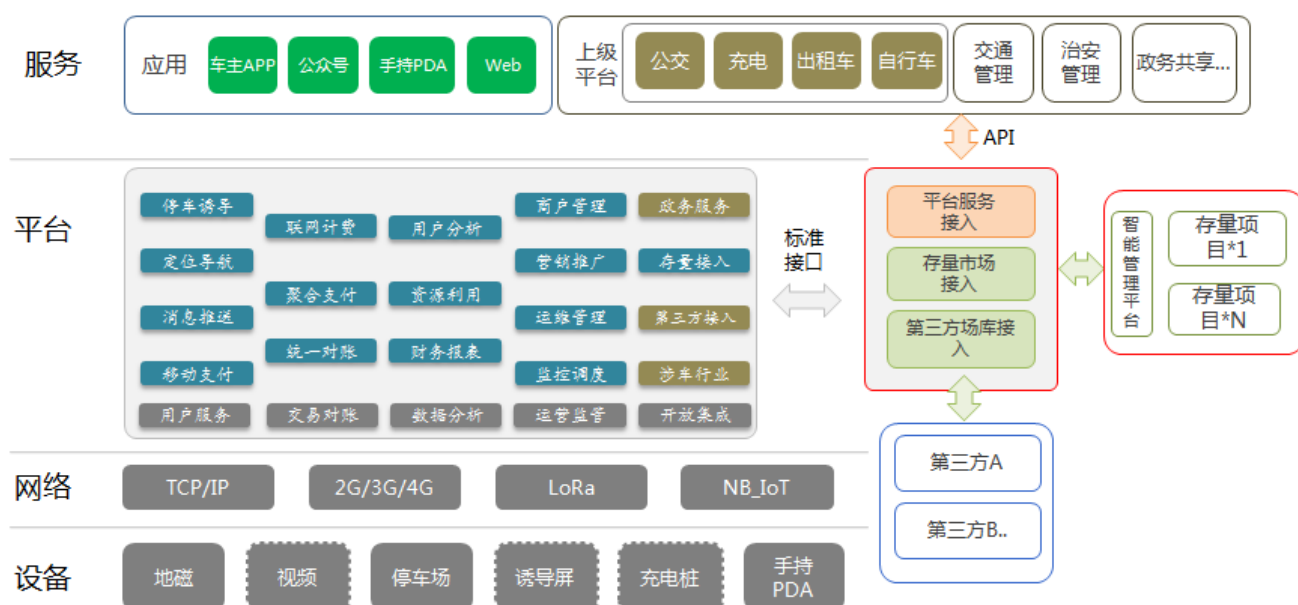 服务
应用
车主APP
公众号
手持PDA
Web
上级
平台
公交
充电
出租车
自行车
交通
管理
治安
管理
政务共享...
API
平台
停车诱导
定位导航
消息推送
移动支付
用户服务
联网计费
聚合支付
统一对账
交易对账
用户分析
资源利用
财务报表
数据分析
商户管理
营销推广
运维管理
监控调度
运营监管
政务服务
存量接入
第三方接入
涉车行业
开放集成
标准
接口
平台服务
接入
存量市场
接入
第三方场库接
入
智能管理平台
存量项
目*1
存量项
目*N
第三方A
第三方B..
网络
TCP/IP
2G/3G/4G
LoRa
NB_IoT
设备
地磁
视频
停车场
诱导屏
充电桩
手持
PDA